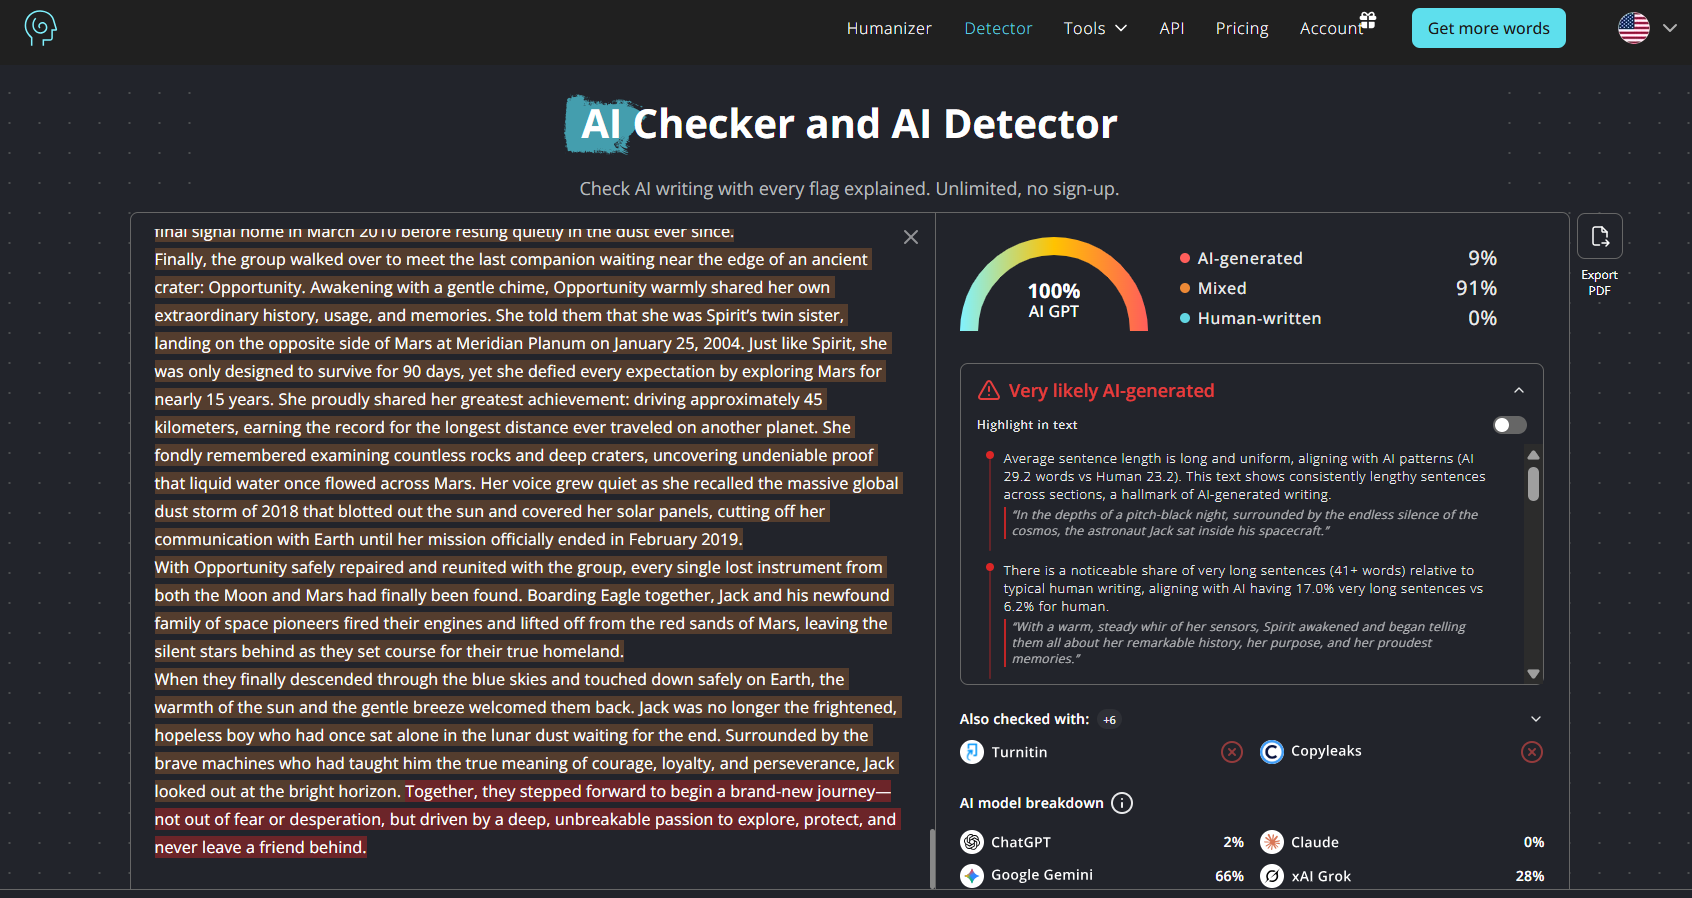 Humanizer
Detector
Tools
API
Pricing
Account
Get more words
AI Checker and AI Detector
Check AI writing with every flag explained. Unlimited, no sign-up.
final signal home in March 2010 before resting quietly in the dust ever since.
Finally, the group walked over to meet the last companion waiting near the edge of an ancient
crater: Opportunity. Awakening with a gentle chime, Opportunity warmly shared her own
extraordinary history, usage, and memories. She told them that she was Spirit’s twin sister,
landing on the opposite side of Mars at Meridian Planum on January 25, 2004. Just like Spirit, she
was only designed to survive for 90 days, yet she defied every expectation by exploring Mars for
nearly 15 years. She proudly shared her greatest achievement: driving approximately 45
kilometers, earning the record for the longest distance ever traveled on another planet. She
fondly remembered examining countless rocks and deep craters, uncovering undeniable proof
that liquid water once flowed across Mars. Her voice grew quiet as she recalled the massive global
dust storm of 2018 that blotted out the sun and covered her solar panels, cutting off her
communication with Earth until her mission officially ended in February 2019.
With Opportunity safely repaired and reunited with the group, every single lost instrument from
both the Moon and Mars had finally been found. Boarding Eagle together, Jack and his newfound
family of space pioneers fired their engines and lifted off from the red sands of Mars, leaving the
silent stars behind as they set course for their true homeland.
When they finally descended through the blue skies and touched down safely on Earth, the
warmth of the sun and the gentle breeze welcomed them back. Jack was no longer the frightened,
hopeless boy who had once sat alone in the lunar dust waiting for the end. Surrounded by the
brave machines who had taught him the true meaning of courage, loyalty, and perseverance, Jack
looked out at the bright horizon. Together, they stepped forward to begin a brand-new journey—
not out of fear or desperation, but driven by a deep, unbreakable passion to explore, protect, and
never leave a friend behind.
100%
AI GPT
AI-generated 9%
Mixed 91%
Human-written 0%
Export
PDF
Very likely AI-generated
Highlight in text
Average sentence length is long and uniform, aligning with AI patterns (AI
29.2 words vs Human 23.2). This text shows consistently lengthy sentences
across sections, a hallmark of AI-generated writing.
“In the depths of a pitch-black night, surrounded by the endless silence of the
cosmos, the astronaut Jack sat inside his spacecraft.”
There is a noticeable share of very long sentences (41+ words) relative to
typical human writing, aligning with AI having 17.0% very long sentences vs
6.2% for human.
“With a warm, steady whir of her sensors, Spirit awakened and began telling
them all about her remarkable history, her purpose, and her proudest
memories.”
Also checked with: +6
Turnitin
Copyleaks
AI model breakdown
ChatGPT 2%
Claude 0%
Google Gemini 66%
xAI Grok 28%